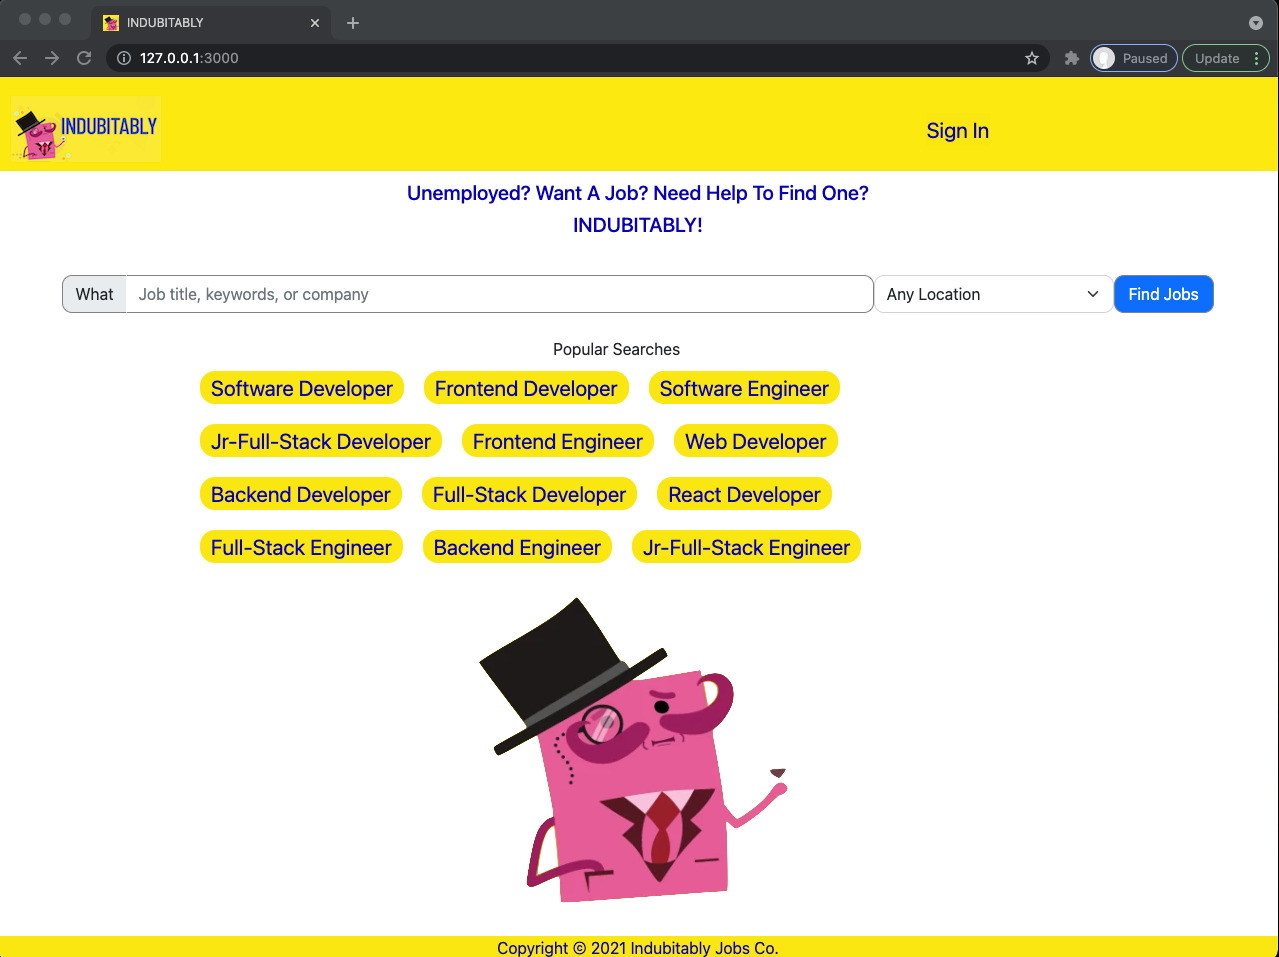 INDUBITABLY
127.0.0.1:3000
Paused
Update
INDUBITABLY
Sign In
Unemployed? Want A Job? Need Help To Find One?
INDUBITABLY!
What
Job title, keywords, or company
Any Location
Find Jobs
Popular Searches
Software Developer
Frontend Developer
Software Engineer
Jr-Full-Stack Developer
Frontend Engineer
Web Developer
Backend Developer
Full-Stack Developer
React Developer
Full-Stack Engineer
Backend Engineer
Jr-Full-Stack Engineer
Copyright © 2021 Indubitably Jobs Co.